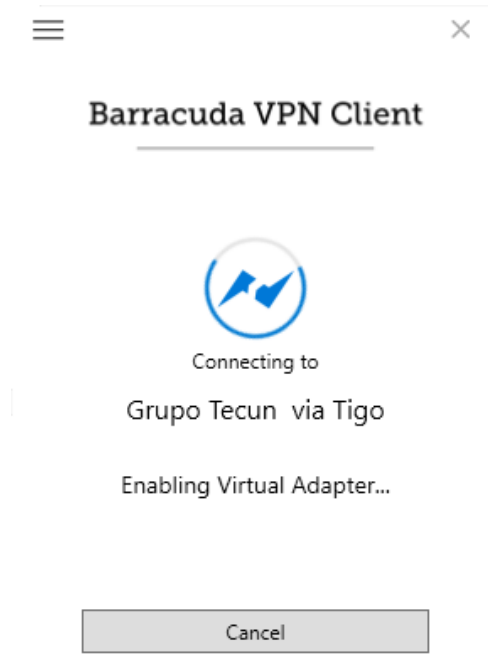 Barracuda VPN Client
Connecting to
Grupo Tecun via Tigo
Enabling Virtual Adapter...
Cancel